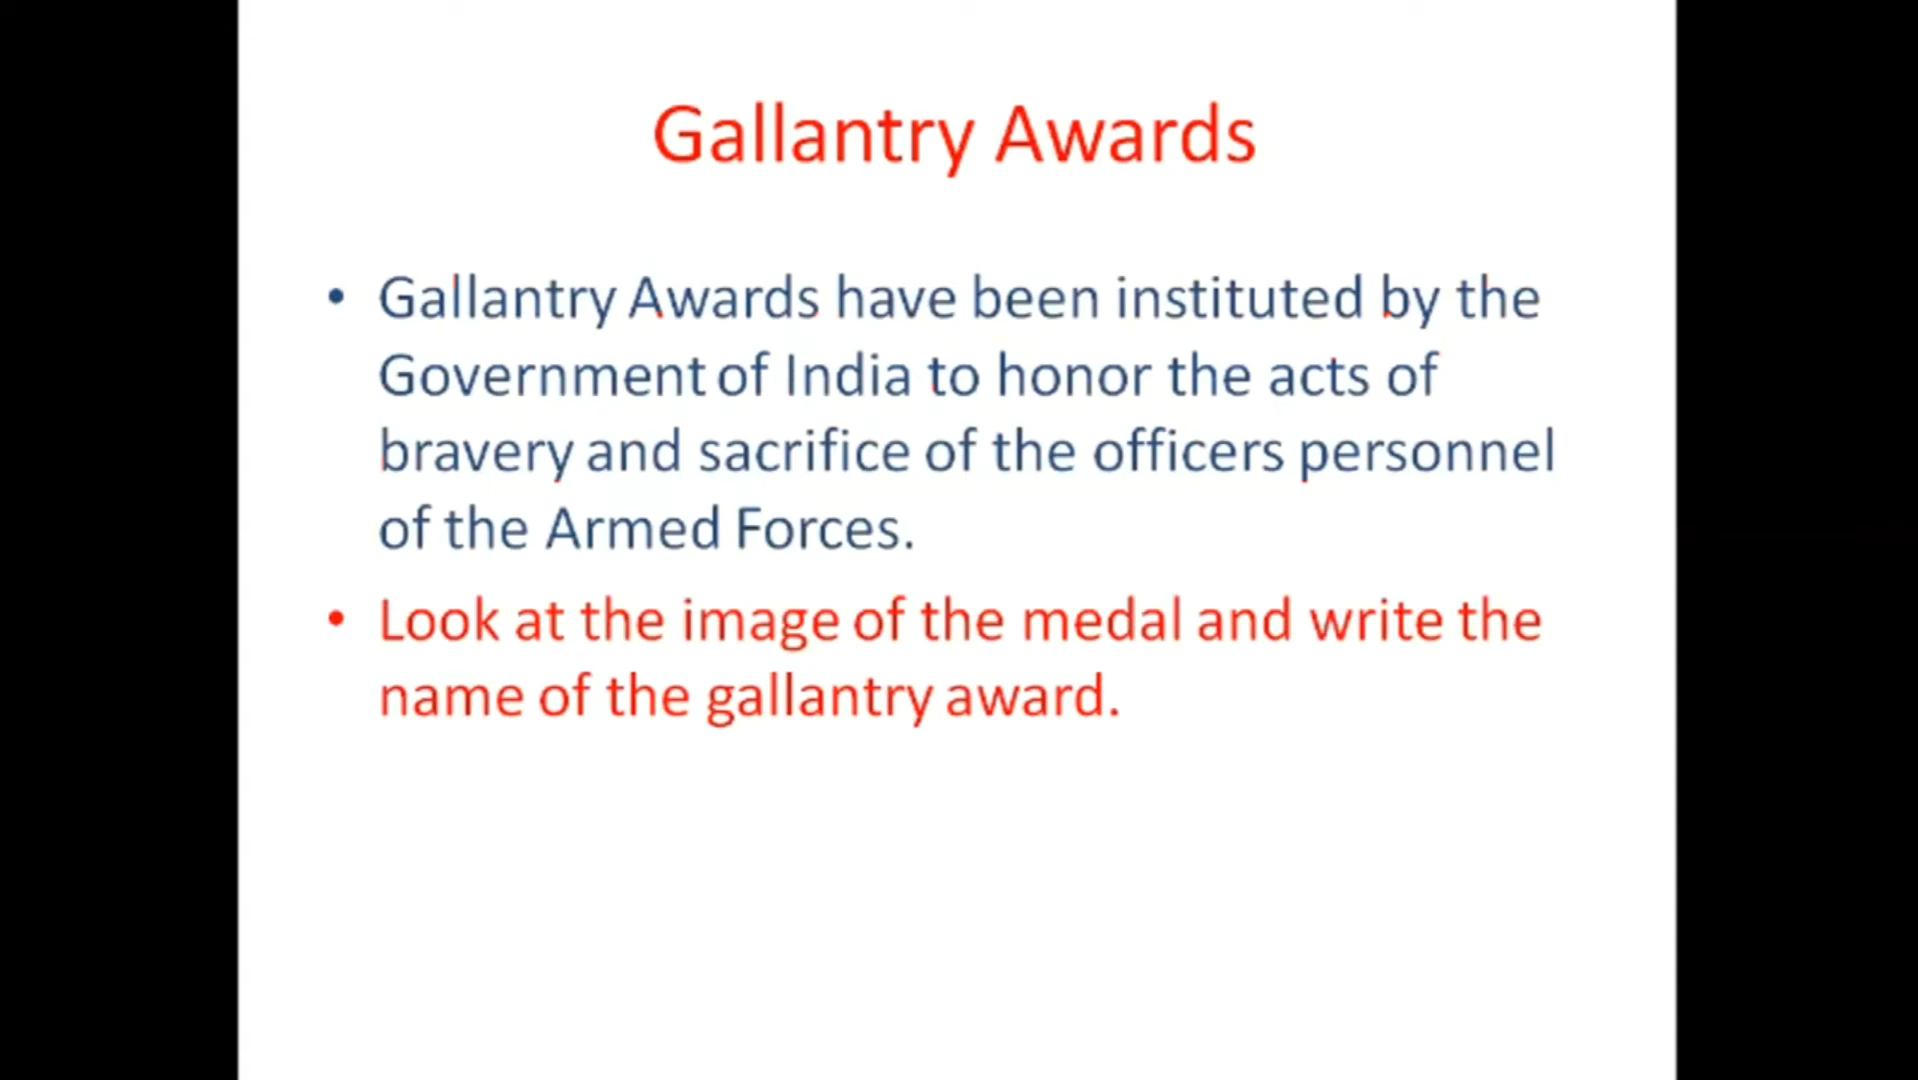 Gallantry Awards
• Gallantry Awards have been instituted by the
Government of India to honor the acts of
bravery and sacrifice of the officers personnel
of the Armed Forces.
• Look at the image of the medal and write the
name of the gallantry award.